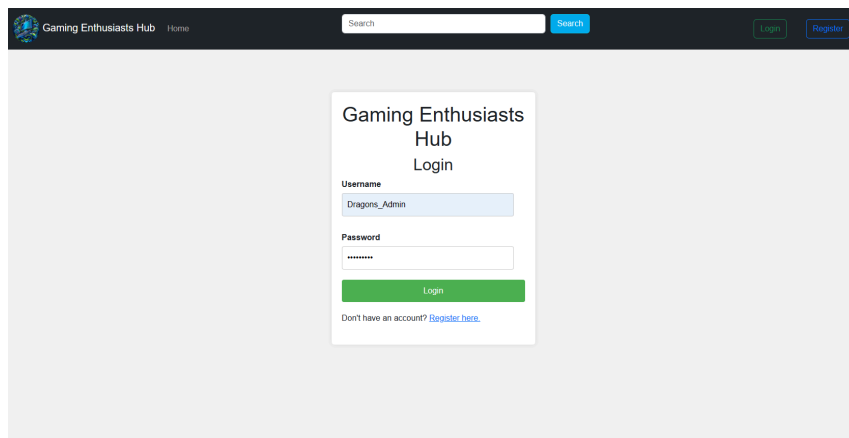 Gaming Enthusiasts Hub Home Search Search Login Register
Gaming Enthusiasts
Hub
Login
Username
Dragons_Admin
Password
•••••••••
Login
Don't have an account? Register here.